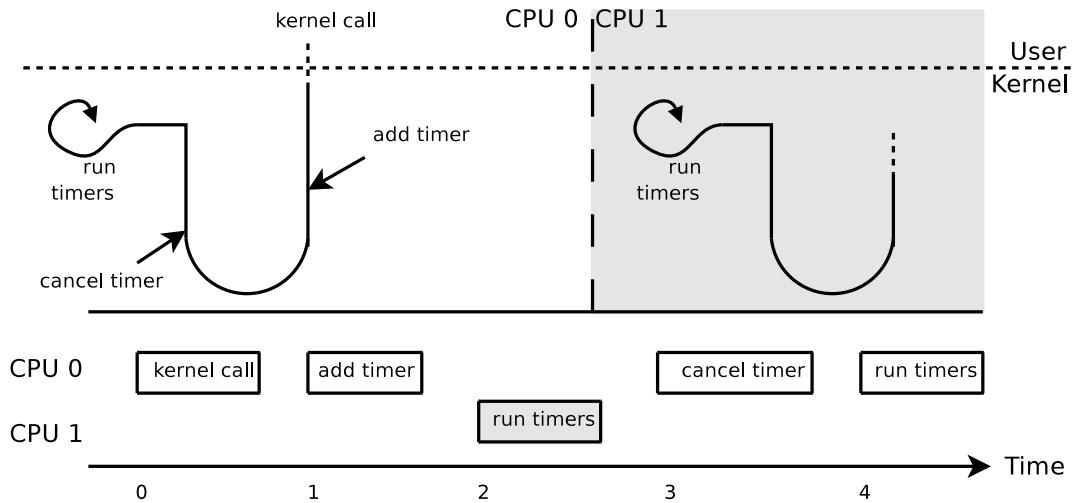 kernel call
CPU 0 CPU 1
User
Kernel
add timer
run
timers
run
timers
cancel timer
CPU 0
kernel call
add timer
cancel timer
run timers
CPU 1
run timers
Time
0 1 2 3 4